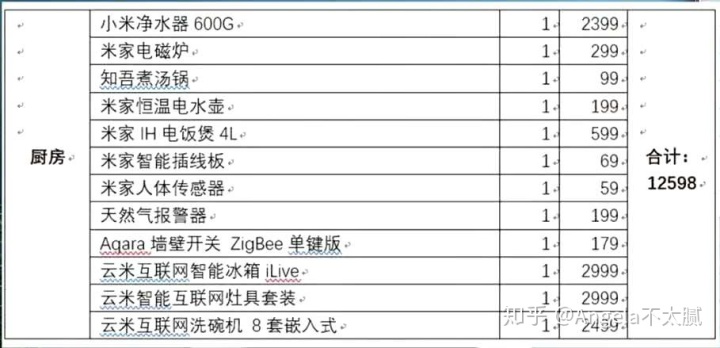 小米净水器 600G 1 2399
米家电磁炉 1 299
知吾煮汤锅 1 99
米家恒温电水壶 1 199
米家 IH 电饭煲 4L 1 599
厨房 米家智能插线板 1 69 合计：
米家人体传感器 1 59 12598
天然气报警器 1 199
Aqara 墙壁开关 ZigBee 单键版 1 179
云米互联网智能冰箱 iLive 1 2999
云米智能互联网灶具套装 1 2999
云米互联网洗碗机 8 套嵌入式 1 2499
知乎 @Angela不太腻